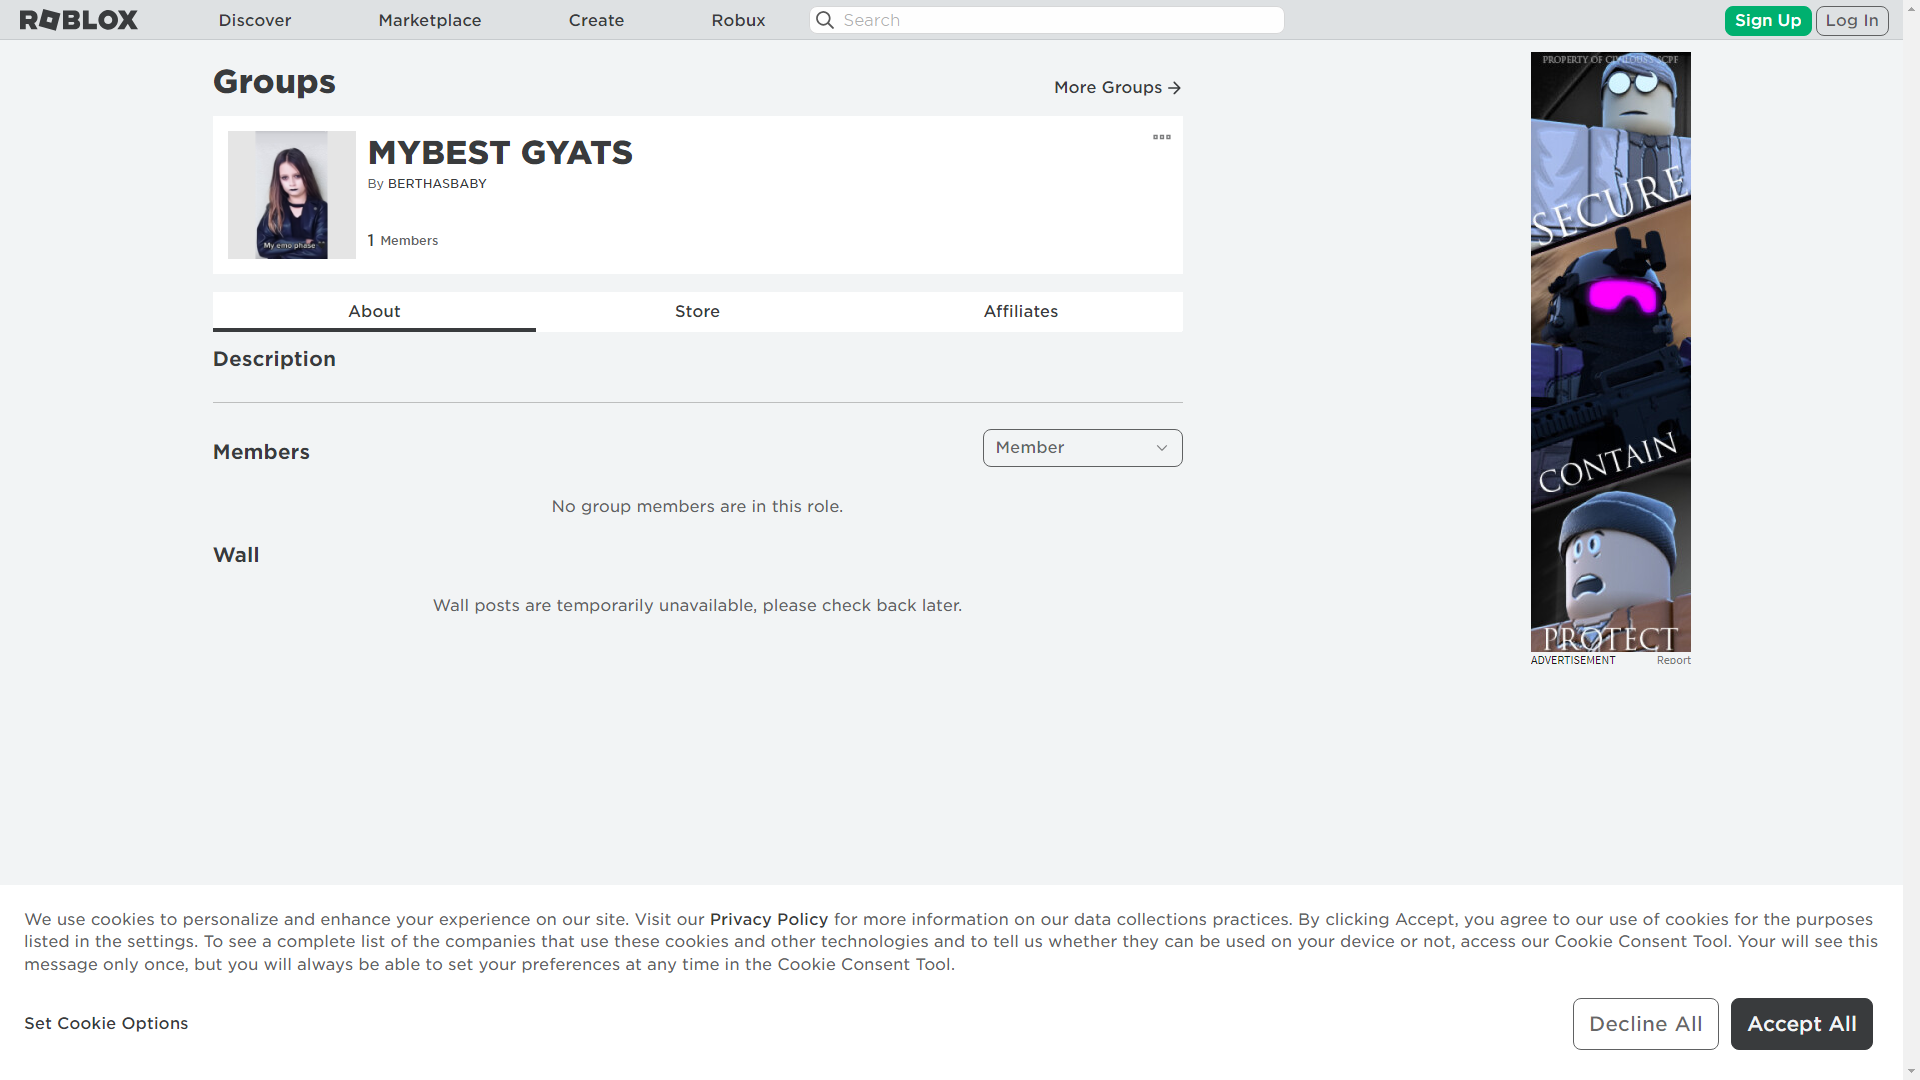 ROBLOX
Discover
Marketplace
Create
Robux
Search
Sign Up
Log In
Groups
More Groups
MYBEST GYATS
By BERTHASBABY
1 Members
My emo phase
About
Store
Affiliates
Description
Members
Member
No group members are in this role.
Wall
Wall posts are temporarily unavailable, please check back later.
PROPERTY OF CIVILOUS'S SCPF
SECURE
CONTAIN
PROTECT
ADVERTISEMENT
Report
We use cookies to personalize and enhance your experience on our site. Visit our Privacy Policy for more information on our data collections practices. By clicking Accept, you agree to our use of cookies for the purposes
listed in the settings. To see a complete list of the companies that use these cookies and other technologies and to tell us whether they can be used on your device or not, access our Cookie Consent Tool. Your will see this
message only once, but you will always be able to set your preferences at any time in the Cookie Consent Tool.
Set Cookie Options
Decline All
Accept All